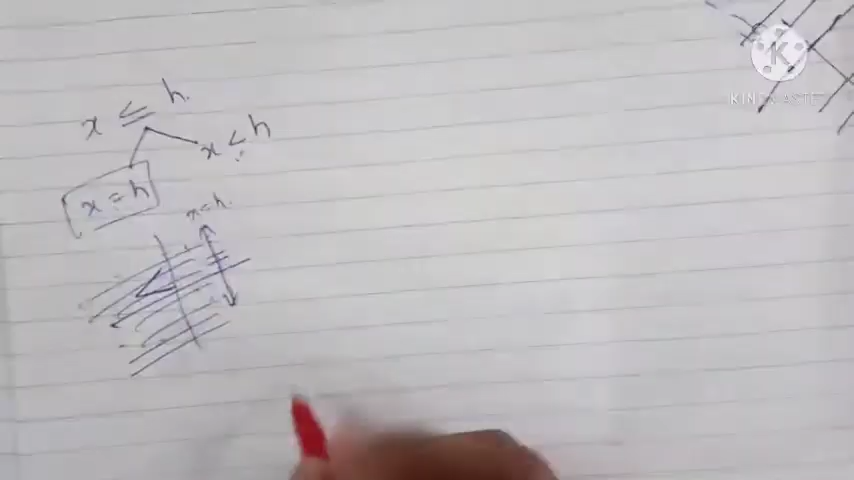 x ≤ h
x < h
x = h
x = h
KINEMASTER